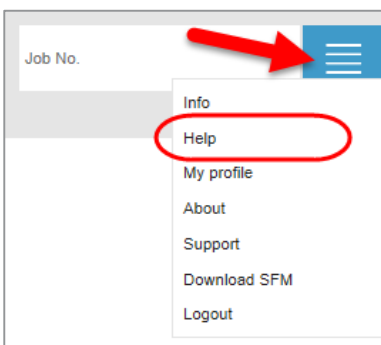 Job No.
Info
Help
My profile
About
Support
Download SFM
Logout